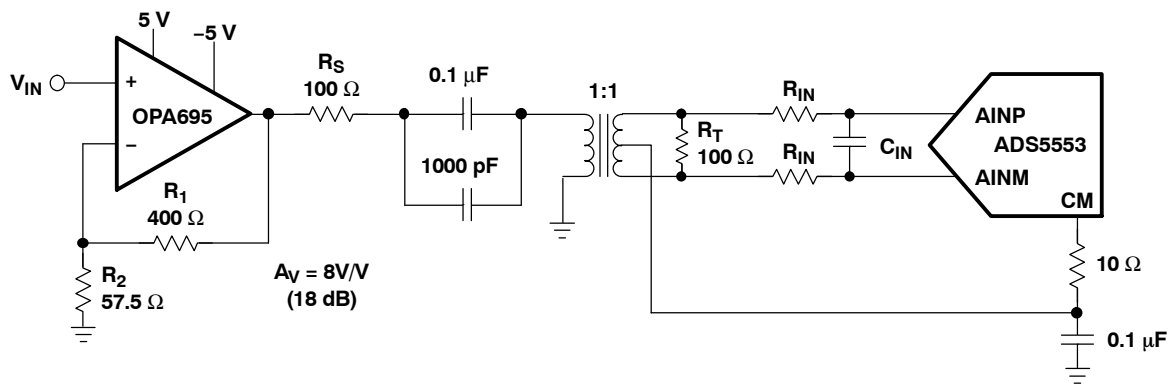 5 V
−5 V
V_IN
+
OPA695
−
R_S
100 Ω
0.1 μF
1000 pF
1:1
R_1
400 Ω
R_2
57.5 Ω
A_V = 8V/V
(18 dB)
R_T
100 Ω
R_IN
R_IN
C_IN
AINP
ADS5553
AINM
CM
10 Ω
0.1 μF